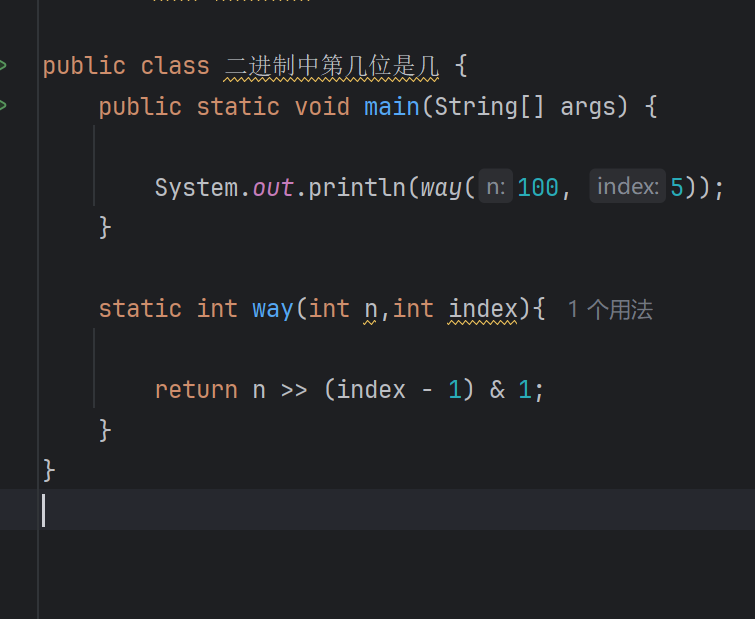 public class 二进制中第几位是几 {
public static void main(String[] args) {
System.out.println(way( n: 100, index: 5));
}
static int way(int n,int index){ 1 个用法
return n >> (index - 1) & 1;
}
}